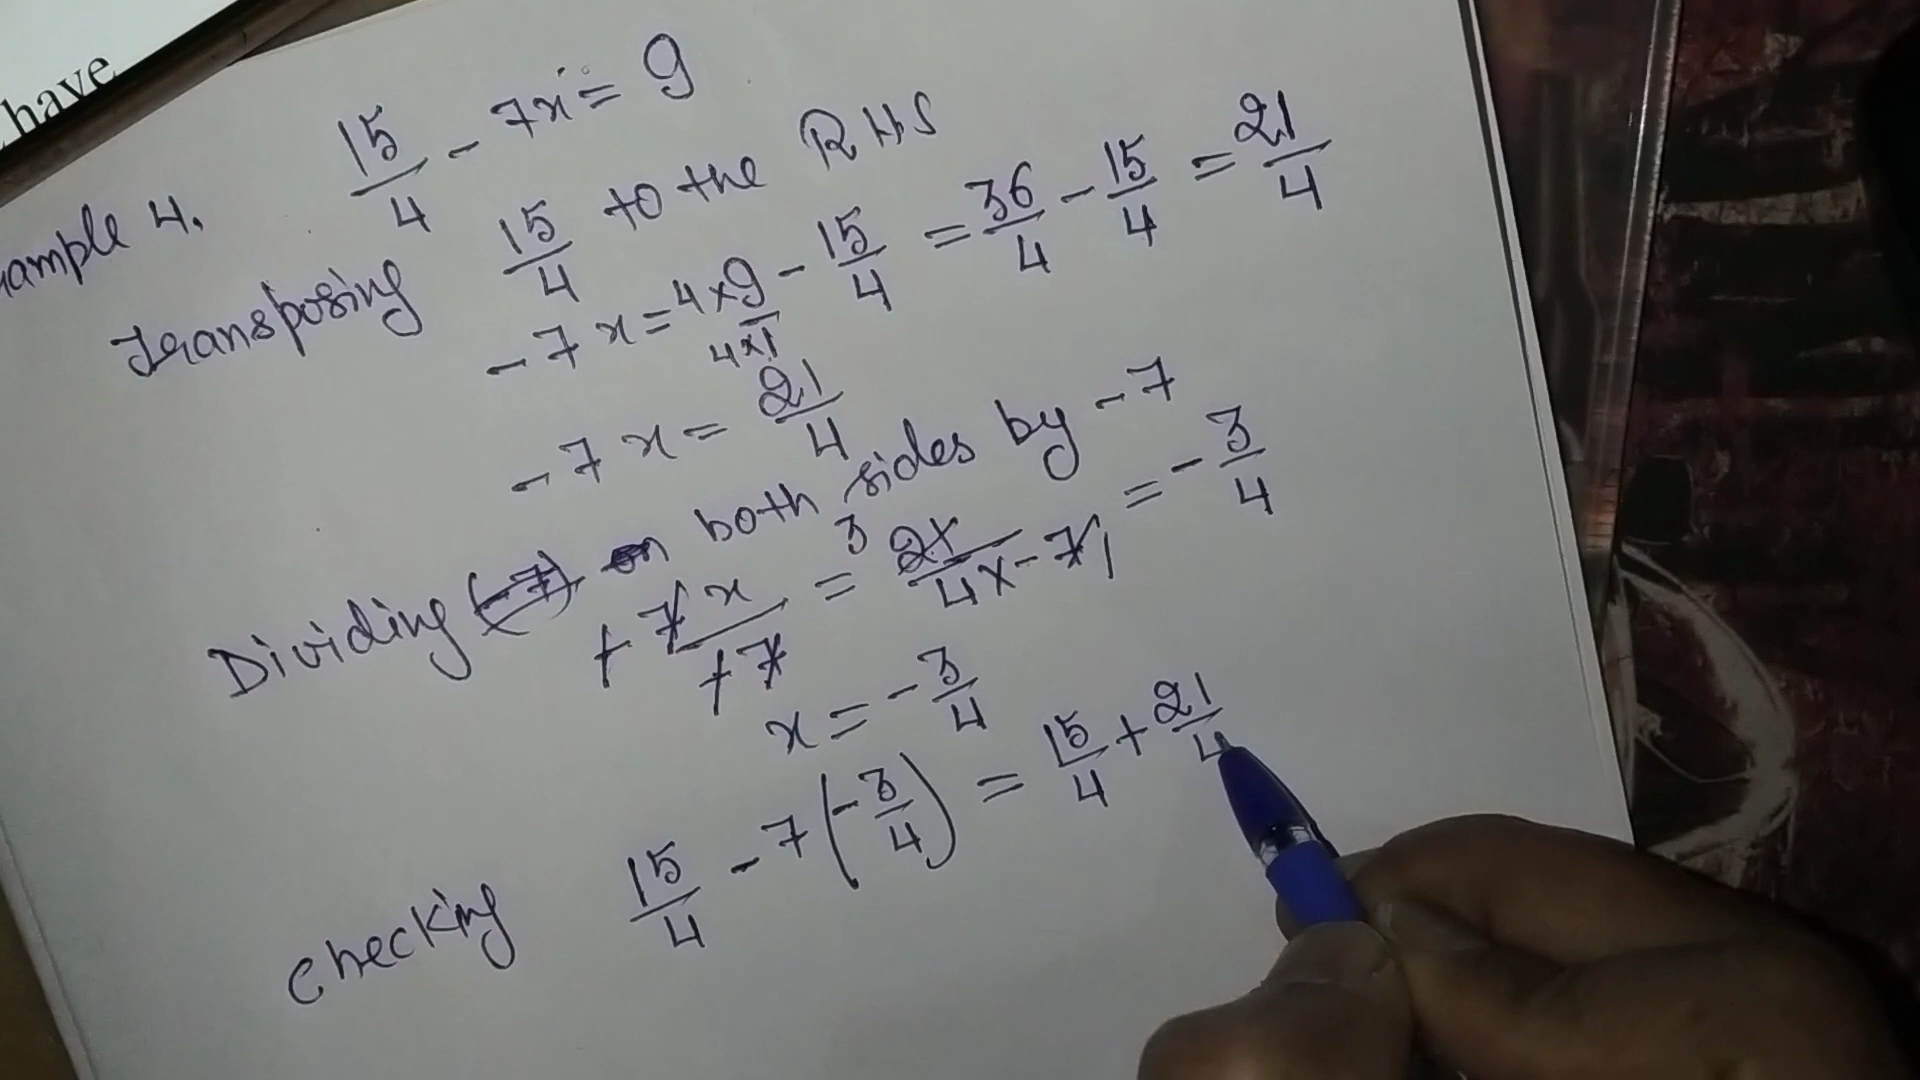 have
ample 4. 15/4 - 7x = 9
Transposing 15/4 to the RHS
-7x = 4×9/4×1 - 15/4 = 36/4 - 15/4 = 21/4
-7x = 21/4
Dividing both sides by -7
+7x/+7 = 3 21/4×-7 1 = -3/4
x = -3/4
checking 15/4 - 7(-3/4) = 15/4 + 21/4